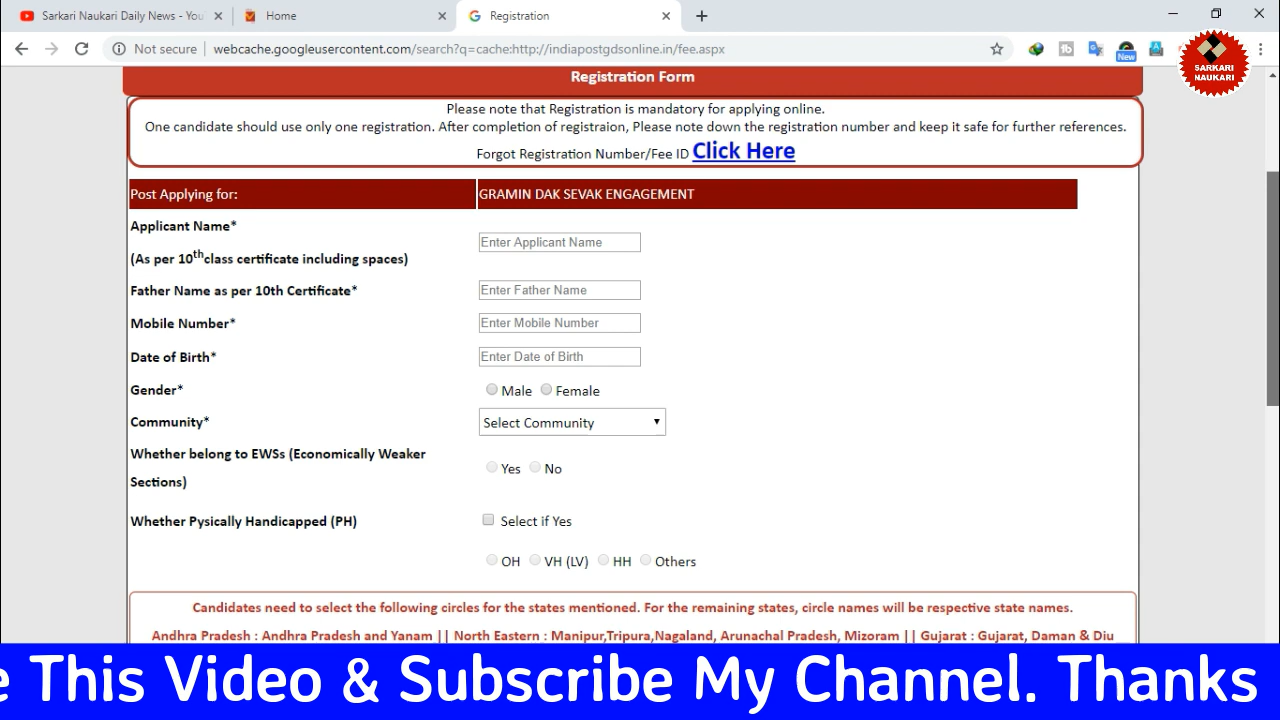 Sarkari Naukari Daily News - You
Home
Registration
Not secure
webcache.googleusercontent.com/search?q=cache:http://indiapostgdsonline.in/fee.aspx
New
SARKARI
NAUKARI
Registration Form
Please note that Registration is mandatory for applying online.
One candidate should use only one registration. After completion of registraion, Please note down the registration number and keep it safe for further references.
Forgot Registration Number/Fee ID Click Here
Post Applying for: GRAMIN DAK SEVAK ENGAGEMENT
Applicant Name*
(As per 10th class certificate including spaces)
Enter Applicant Name
Father Name as per 10th Certificate* Enter Father Name
Mobile Number* Enter Mobile Number
Date of Birth* Enter Date of Birth
Gender* Male Female
Community* Select Community
Whether belong to EWSs (Economically Weaker
Sections)
Yes No
Whether Pysically Handicapped (PH) Select if Yes
OH VH (LV) HH Others
Candidates need to select the following circles for the states mentioned. For the remaining states, circle names will be respective state names.
Andhra Pradesh : Andhra Pradesh and Yanam || North Eastern : Manipur,Tripura,Nagaland, Arunachal Pradesh, Mizoram || Gujarat : Gujarat, Daman & Diu
e This Video & Subscribe My Channel. Thanks